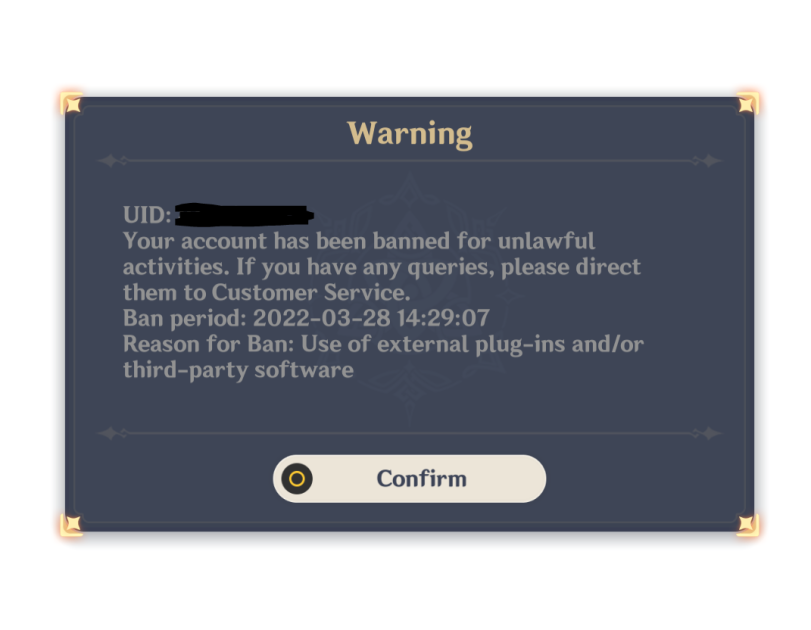 Warning
UID:
Your account has been banned for unlawful
activities. If you have any queries, please direct
them to Customer Service.
Ban period: 2022-03-28 14:29:07
Reason for Ban: Use of external plug-ins and/or
third-party software
Confirm